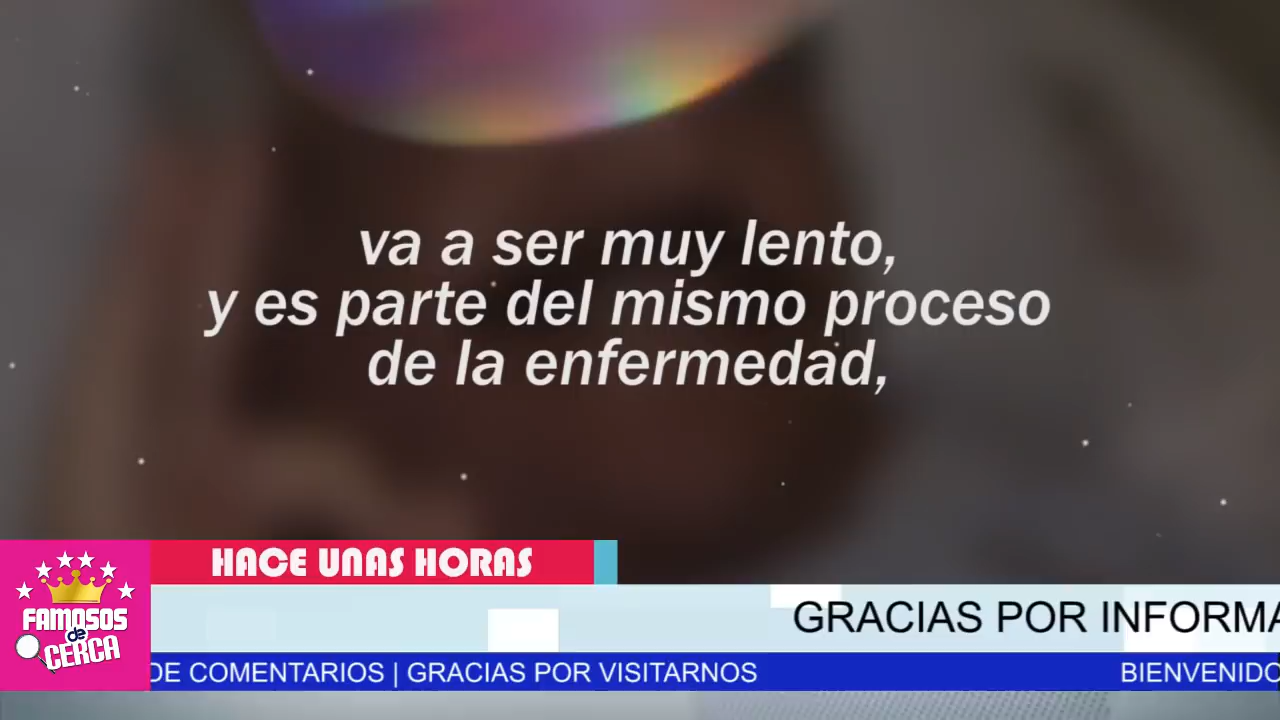 va a ser muy lento,
y es parte del mismo proceso
de la enfermedad,
HACE UNAS HORAS
FAMOSOS
de
CERCA
GRACIAS POR INFORMA
DE COMENTARIOS | GRACIAS POR VISITARNOS
BIENVENIDO